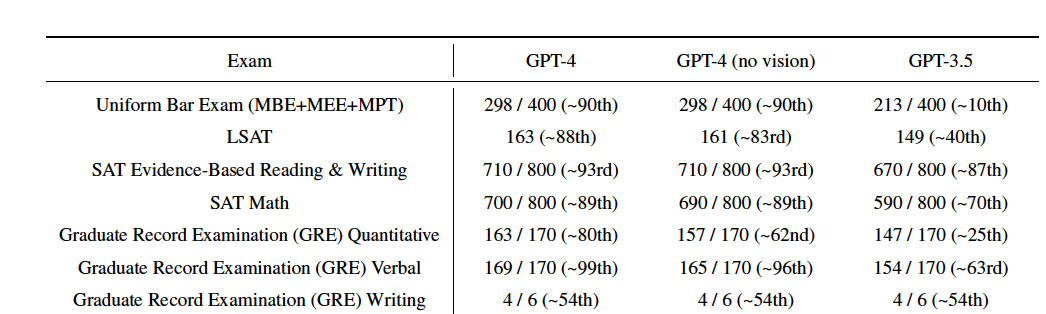 Exam GPT-4 GPT-4 (no vision) GPT-3.5
Uniform Bar Exam (MBE+MEE+MPT) 298 / 400 (~90th) 298 / 400 (~90th) 213 / 400 (~10th)
LSAT 163 (~88th) 161 (~83rd) 149 (~40th)
SAT Evidence-Based Reading & Writing 710 / 800 (~93rd) 710 / 800 (~93rd) 670 / 800 (~87th)
SAT Math 700 / 800 (~89th) 690 / 800 (~89th) 590 / 800 (~70th)
Graduate Record Examination (GRE) Quantitative 163 / 170 (~80th) 157 / 170 (~62nd) 147 / 170 (~25th)
Graduate Record Examination (GRE) Verbal 169 / 170 (~99th) 165 / 170 (~96th) 154 / 170 (~63rd)
Graduate Record Examination (GRE) Writing 4 / 6 (~54th) 4 / 6 (~54th) 4 / 6 (~54th)